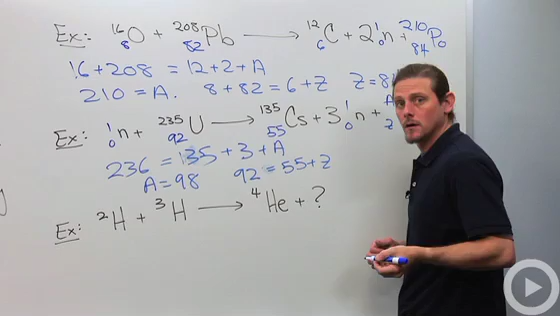 Ex: ¹⁶₈O + ²⁰⁸₈₂Pb → ¹²₆C + 2¹₀n + ²¹⁰₈₄Po
16 + 208 = 12 + 2 + A
210 = A. 8 + 82 = 6 + Z Z = 8
Ex: ¹₀n + ²³⁵₉₂U → ¹³⁵₅₅Cs + 3¹₀n + A Z
236 = 135 + 3 + A
A = 98 92 = 55 + Z
Ex: ²H + ³H → ⁴He + ?